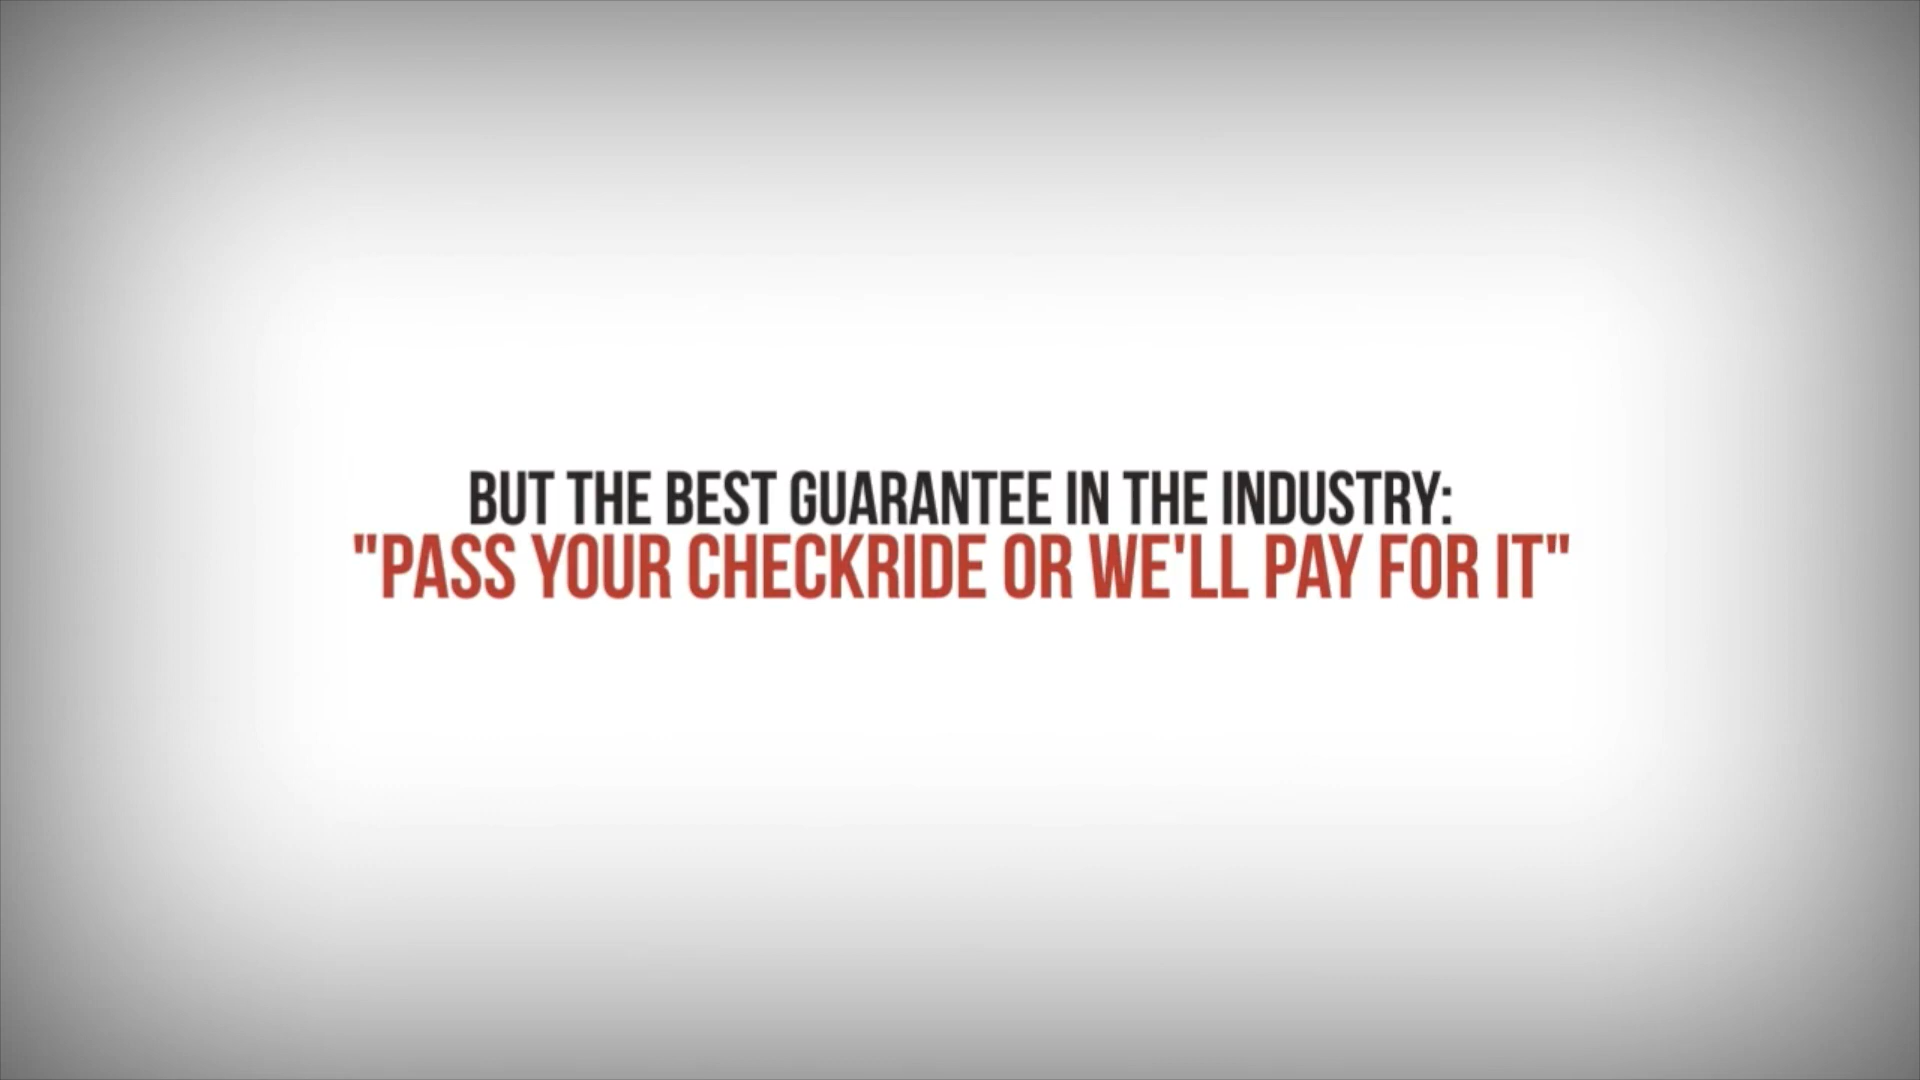 BUT THE BEST GUARANTEE IN THE INDUSTRY:
"PASS YOUR CHECKRIDE OR WE'LL PAY FOR IT"